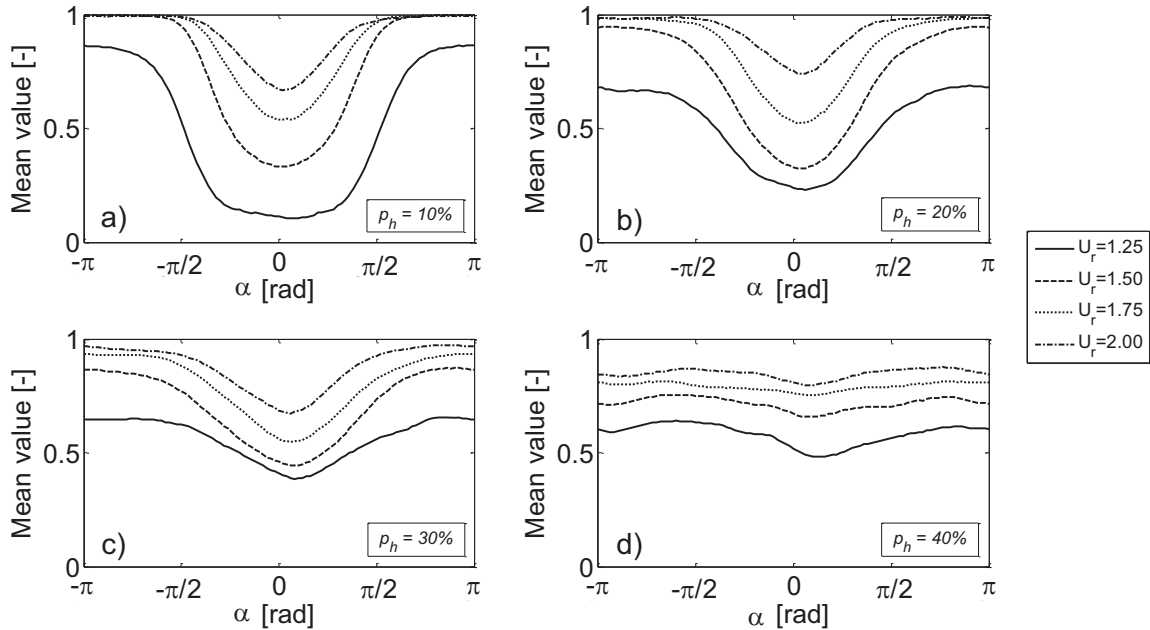 1
0.5
0
Mean value [-]
a)
p_h = 10%
-π
-π/2
0
π/2
π
α [rad]
1
0.5
0
Mean value [-]
b)
p_h = 20%
-π
-π/2
0
π/2
π
α [rad]
U_r=1.25
U_r=1.50
U_r=1.75
U_r=2.00
1
0.5
0
Mean value [-]
c)
p_h = 30%
-π
-π/2
0
π/2
π
α [rad]
1
0.5
0
Mean value [-]
d)
p_h = 40%
-π
-π/2
0
π/2
π
α [rad]